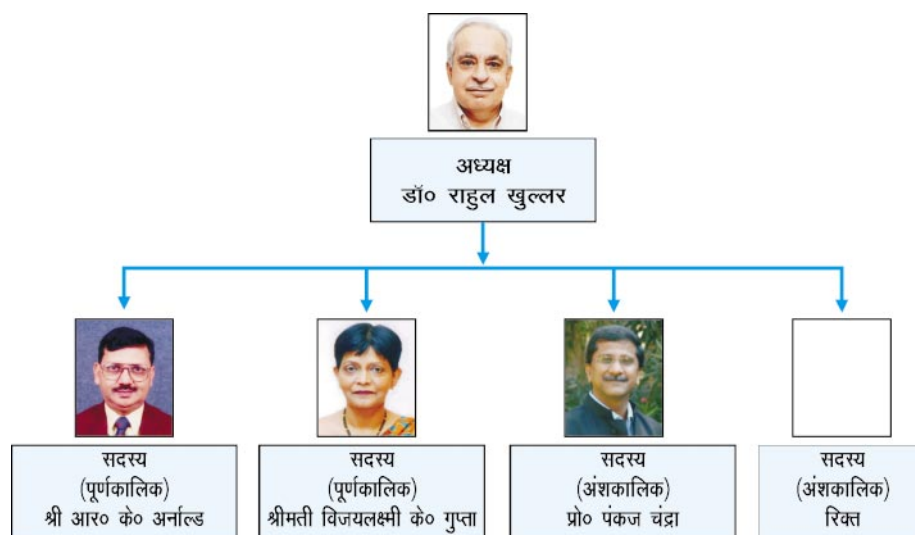 अध्यक्ष
डॉ० राहुल खुल्लर
सदस्य
(पूर्णकालिक)
श्री आर० के० अर्नाल्ड
सदस्य
(पूर्णकालिक)
श्रीमती विजयलक्ष्मी के० गुप्ता
सदस्य
(अंशकालिक)
प्रो० पंकज चंद्रा
सदस्य
(अंशकालिक)
रिक्त